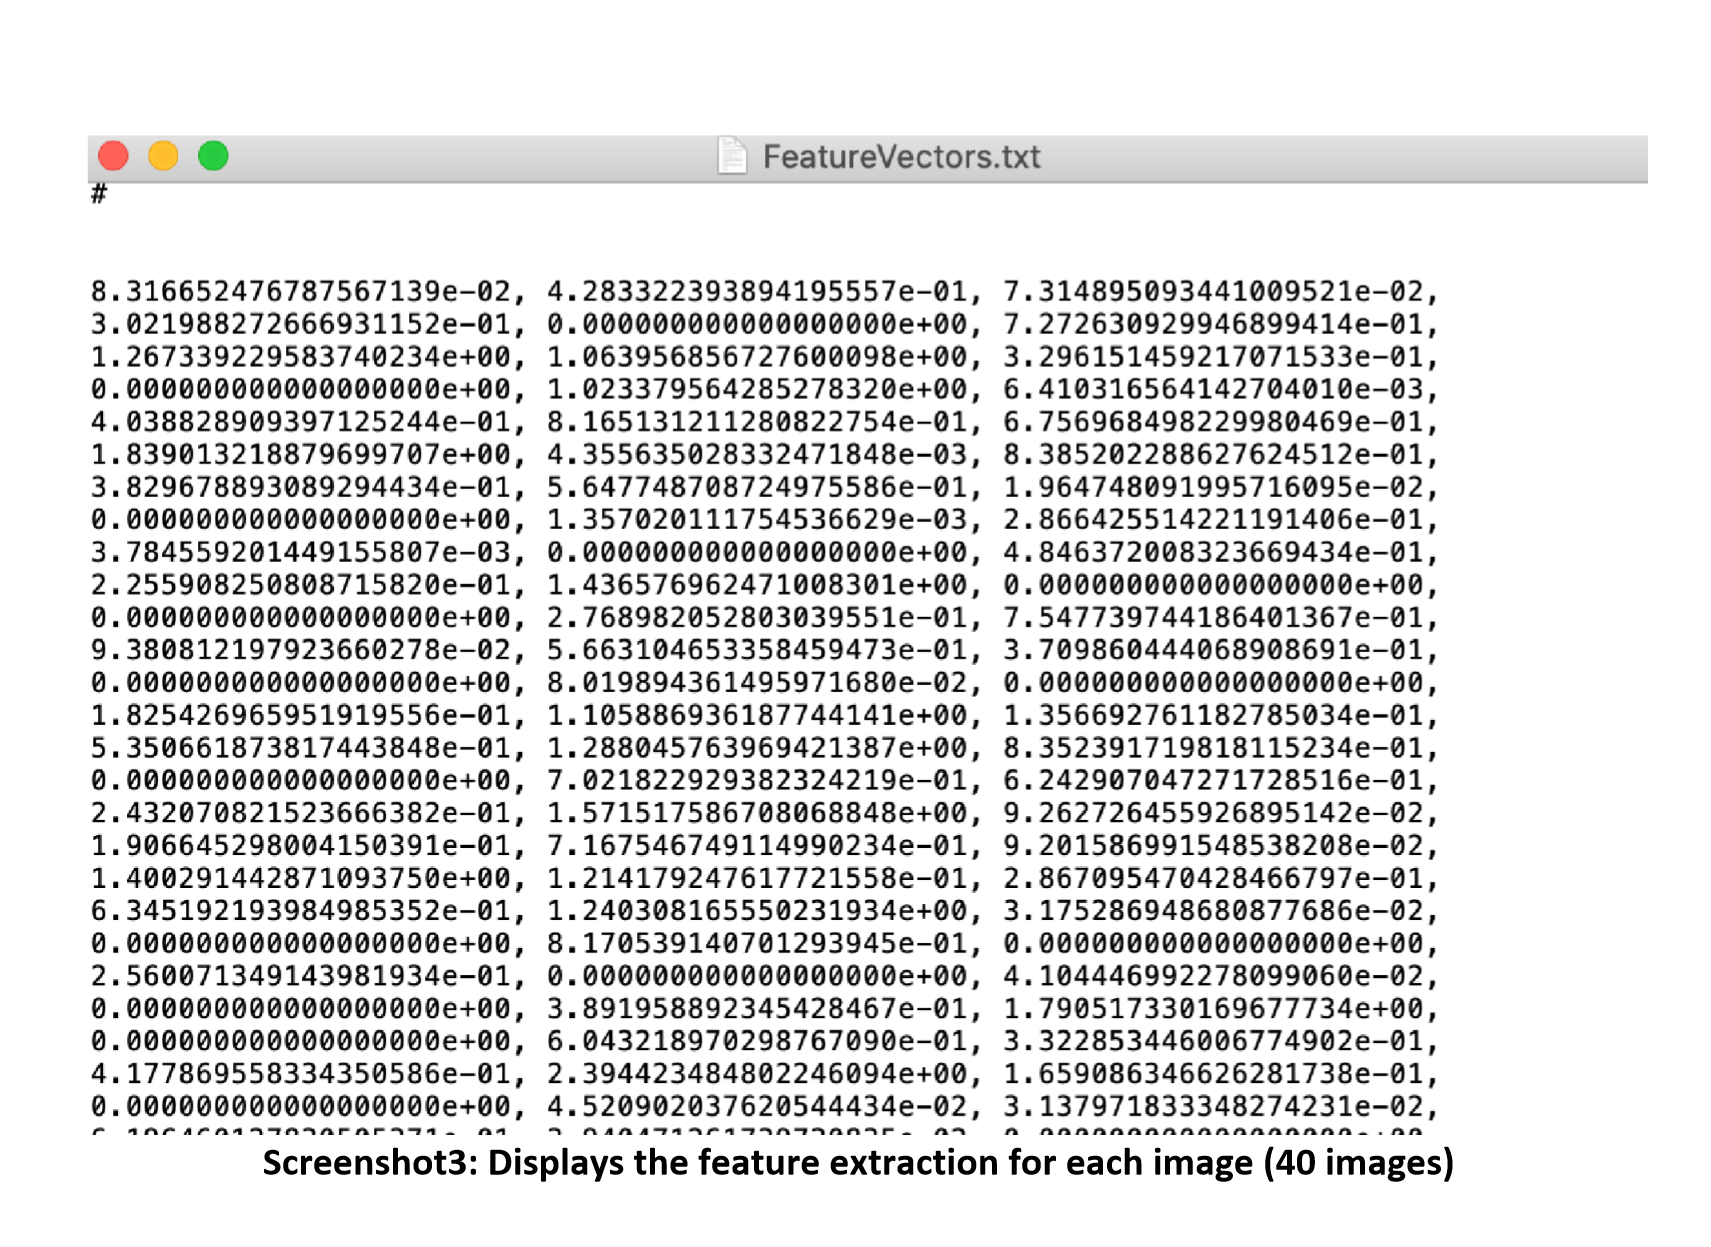 FeatureVectors.txt
#
8.316652476787567139e-02, 4.283322393894195557e-01, 7.314895093441009521e-02,
3.021988272666931152e-01, 0.000000000000000000e+00, 7.272630929946899414e-01,
1.267339229583740234e+00, 1.063956856727600098e+00, 3.296151459217071533e-01,
0.000000000000000000e+00, 1.023379564285278320e+00, 6.410316564142704010e-03,
4.038828909397125244e-01, 8.165131211280822754e-01, 6.756968498229980469e-01,
1.839013218879699707e+00, 4.355635028332471848e-03, 8.385202288627624512e-01,
3.829678893089294434e-01, 5.647748708724975586e-01, 1.964748091995716095e-02,
0.000000000000000000e+00, 1.357020111754536629e-03, 2.866425514221191406e-01,
3.784559201449155807e-03, 0.000000000000000000e+00, 4.846372008323669434e-01,
2.255908250808715820e-01, 1.436576962471008301e+00, 0.000000000000000000e+00,
0.000000000000000000e+00, 2.768982052803039551e-01, 7.547739744186401367e-01,
9.380812197923660278e-02, 5.663104653358459473e-01, 3.709860444068908691e-01,
0.000000000000000000e+00, 8.019894361495971680e-02, 0.000000000000000000e+00,
1.825426965951919556e-01, 1.105886936187744141e+00, 1.356692761182785034e-01,
5.350661873817443848e-01, 1.288045763969421387e+00, 8.352391719818115234e-01,
0.000000000000000000e+00, 7.021822929382324219e-01, 6.242907047271728516e-01,
2.432070821523666382e-01, 1.571517586708068848e+00, 9.262726455926895142e-02,
1.906645298004150391e-01, 7.167546749114990234e-01, 9.201586991548538208e-02,
1.400291442871093750e+00, 1.214179247617721558e-01, 2.867095470428466797e-01,
6.345192193984985352e-01, 1.240308165550231934e+00, 3.175286948680877686e-02,
0.000000000000000000e+00, 8.170539140701293945e-01, 0.000000000000000000e+00,
2.560071349143981934e-01, 0.000000000000000000e+00, 4.104446992278099060e-02,
0.000000000000000000e+00, 3.891958892345428467e-01, 1.790517330169677734e+00,
0.000000000000000000e+00, 6.043218970298767090e-01, 3.322853446006774902e-01,
4.177869558334350586e-01, 2.394423484802246094e+00, 1.659086346626281738e-01,
0.000000000000000000e+00, 4.520902037620544434e-02, 3.137971833348274231e-02,
Screenshot3: Displays the feature extraction for each image (40 images)